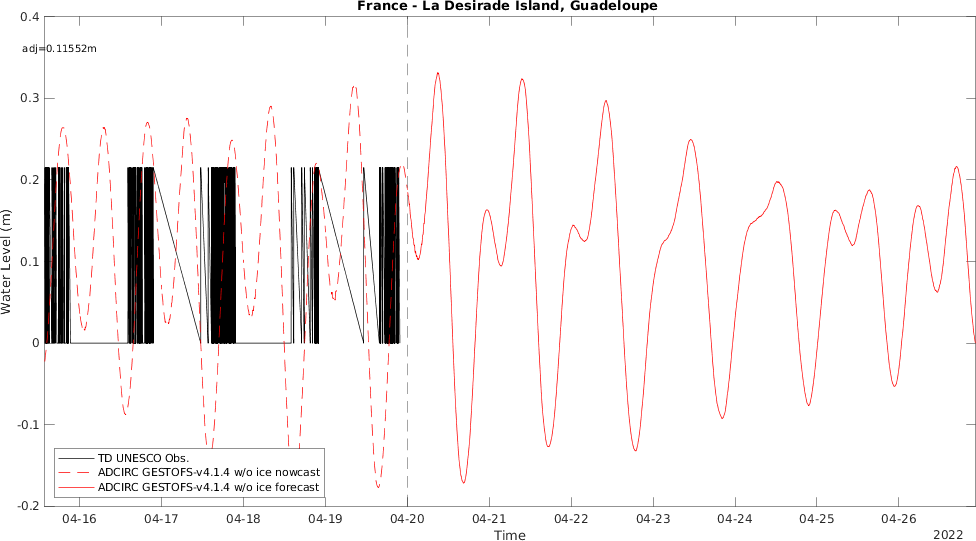 France - La Desirade Island, Guadeloupe
adj=0.11552m
0.4
0.3
0.2
0.1
0
-0.1
-0.2
Water Level (m)
TD UNESCO Obs.
ADCIRC GESTOFS-v4.1.4 w/o ice nowcast
ADCIRC GESTOFS-v4.1.4 w/o ice forecast
04-16 04-17 04-18 04-19 04-20 04-21 04-22 04-23 04-24 04-25 04-26
Time
2022